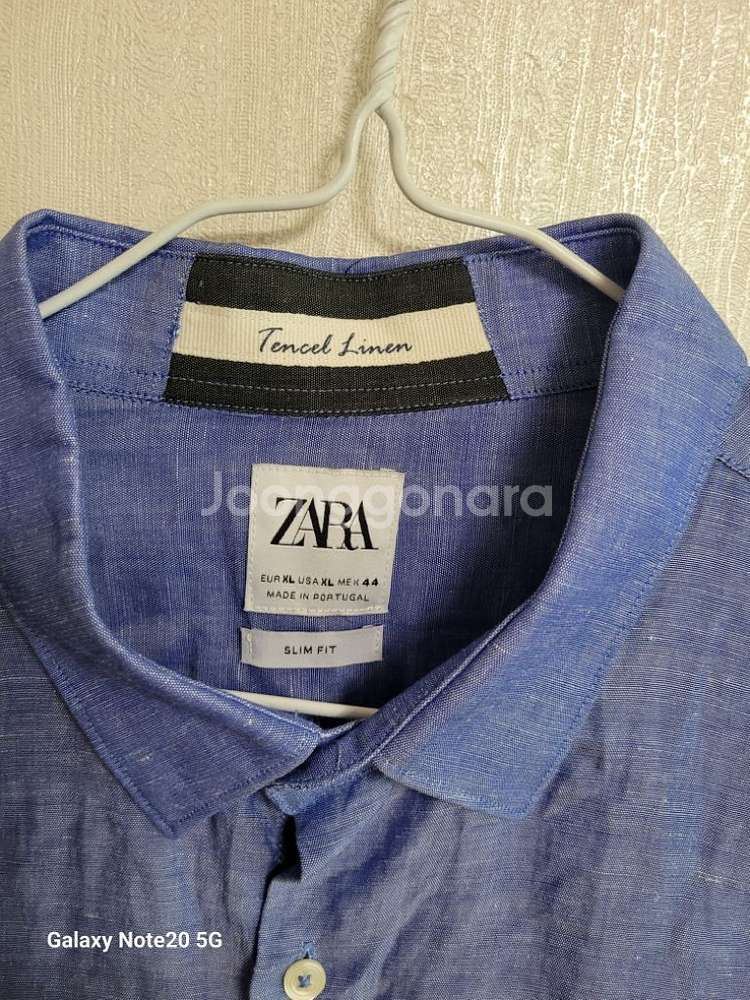 Tencel Linen
Joonggonara
ZARA
EUR XL USA XL MEX 44
MADE IN PORTUGAL
SLIM FIT
Galaxy Note20 5G